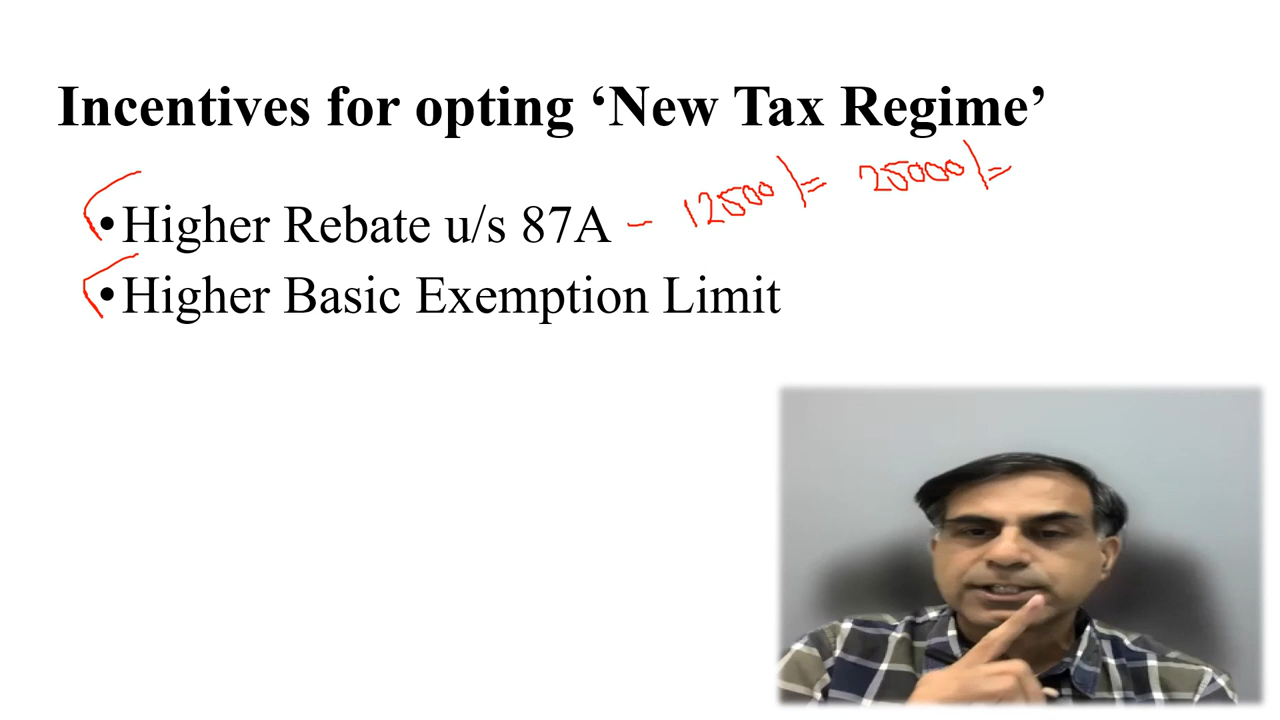 Incentives for opting ‘New Tax Regime’
•Higher Rebate u/s 87A - 12500/= 25000/=
•Higher Basic Exemption Limit